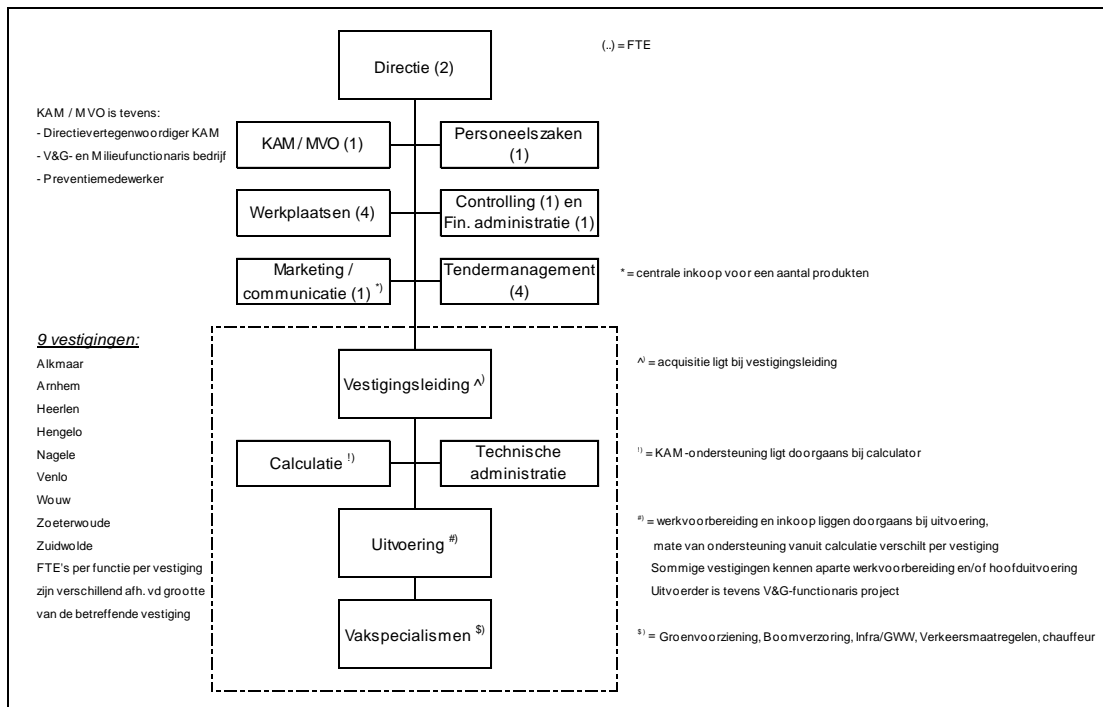 Directie (2)
(..) = FTE
KAM / MVO is tevens:
- Directievertegenwoordiger KAM
- V&G- en Milieufunctionaris bedrijf
- Preventiemedewerker
KAM / MVO (1)
Personeelszaken
(1)
Werkplaatsen (4)
Controlling (1) en
Fin. administratie (1)
Marketing /
communicatie (1) *)
Tendermanagement
(4)
* = centrale inkoop voor een aantal produkten
9 vestigingen:
Alkmaar
Arnhem
Heerlen
Hengelo
Nagele
Venlo
Wouw
Zoeterwoude
Zuidwolde
FTE's per functie per vestiging
zijn verschillend afh. vd grootte
van de betreffende vestiging
Vestigingsleiding ^)
^) = acquisitie ligt bij vestigingsleiding
Calculatie !)
Technische
administratie
!) = KAM-ondersteuning ligt doorgaans bij calculator
Uitvoering #)
#) = werkvoorbereiding en inkoop liggen doorgaans bij uitvoering,
mate van ondersteuning vanuit calculatie verschilt per vestiging
Sommige vestigingen kennen aparte werkvoorbereiding en/of hoofduitvoering
Uitvoerder is tevens V&G-functionaris project
Vakspecialismen $)
$) = Groenvoorziening, Boomverzoring, Infra/GWW, Verkeersmaatregelen, chauffeur